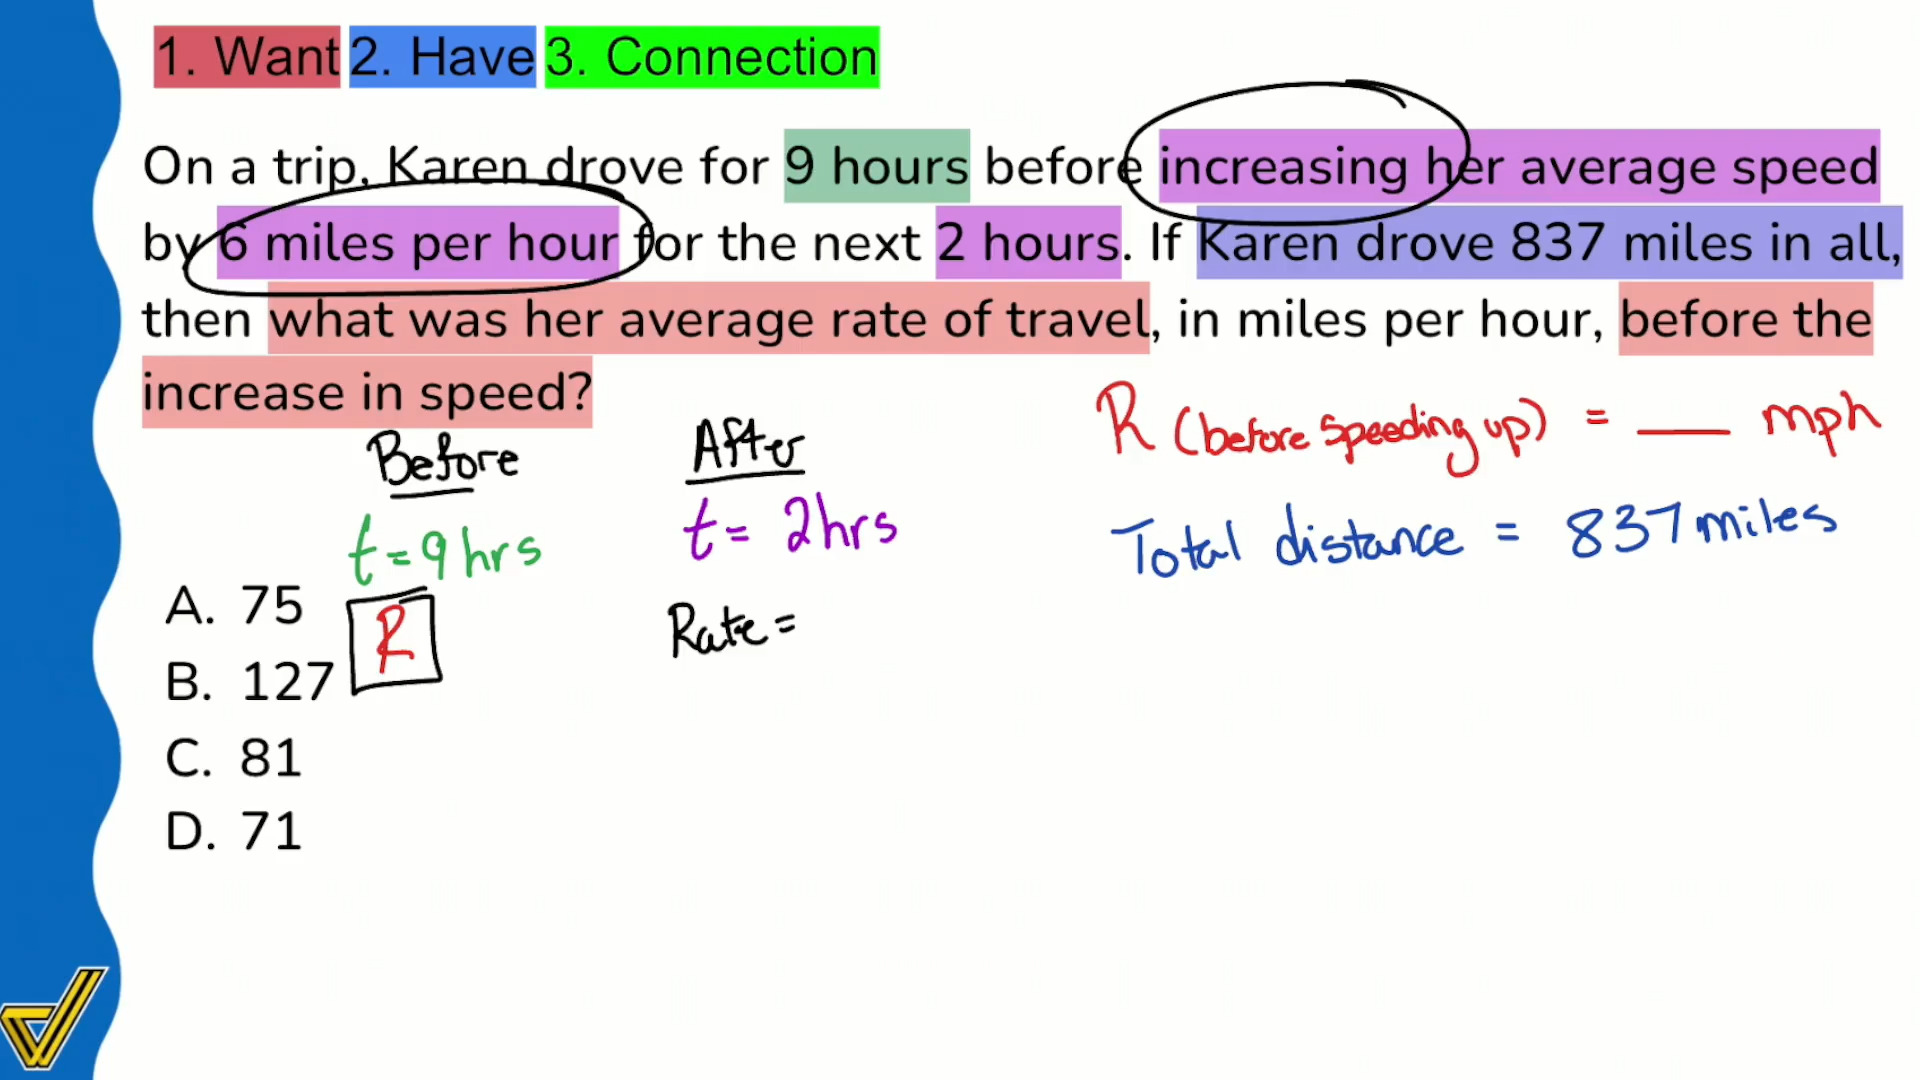 1. Want 2. Have 3. Connection
On a trip, Karen drove for 9 hours before increasing her average speed
by 6 miles per hour for the next 2 hours. If Karen drove 837 miles in all,
then what was her average rate of travel, in miles per hour, before the
increase in speed?
R (before speeding up) = ___ mph
Before
After
t = 9 hrs
t = 2 hrs
Total distance = 837 miles
R
Rate =
A. 75
B. 127
C. 81
D. 71